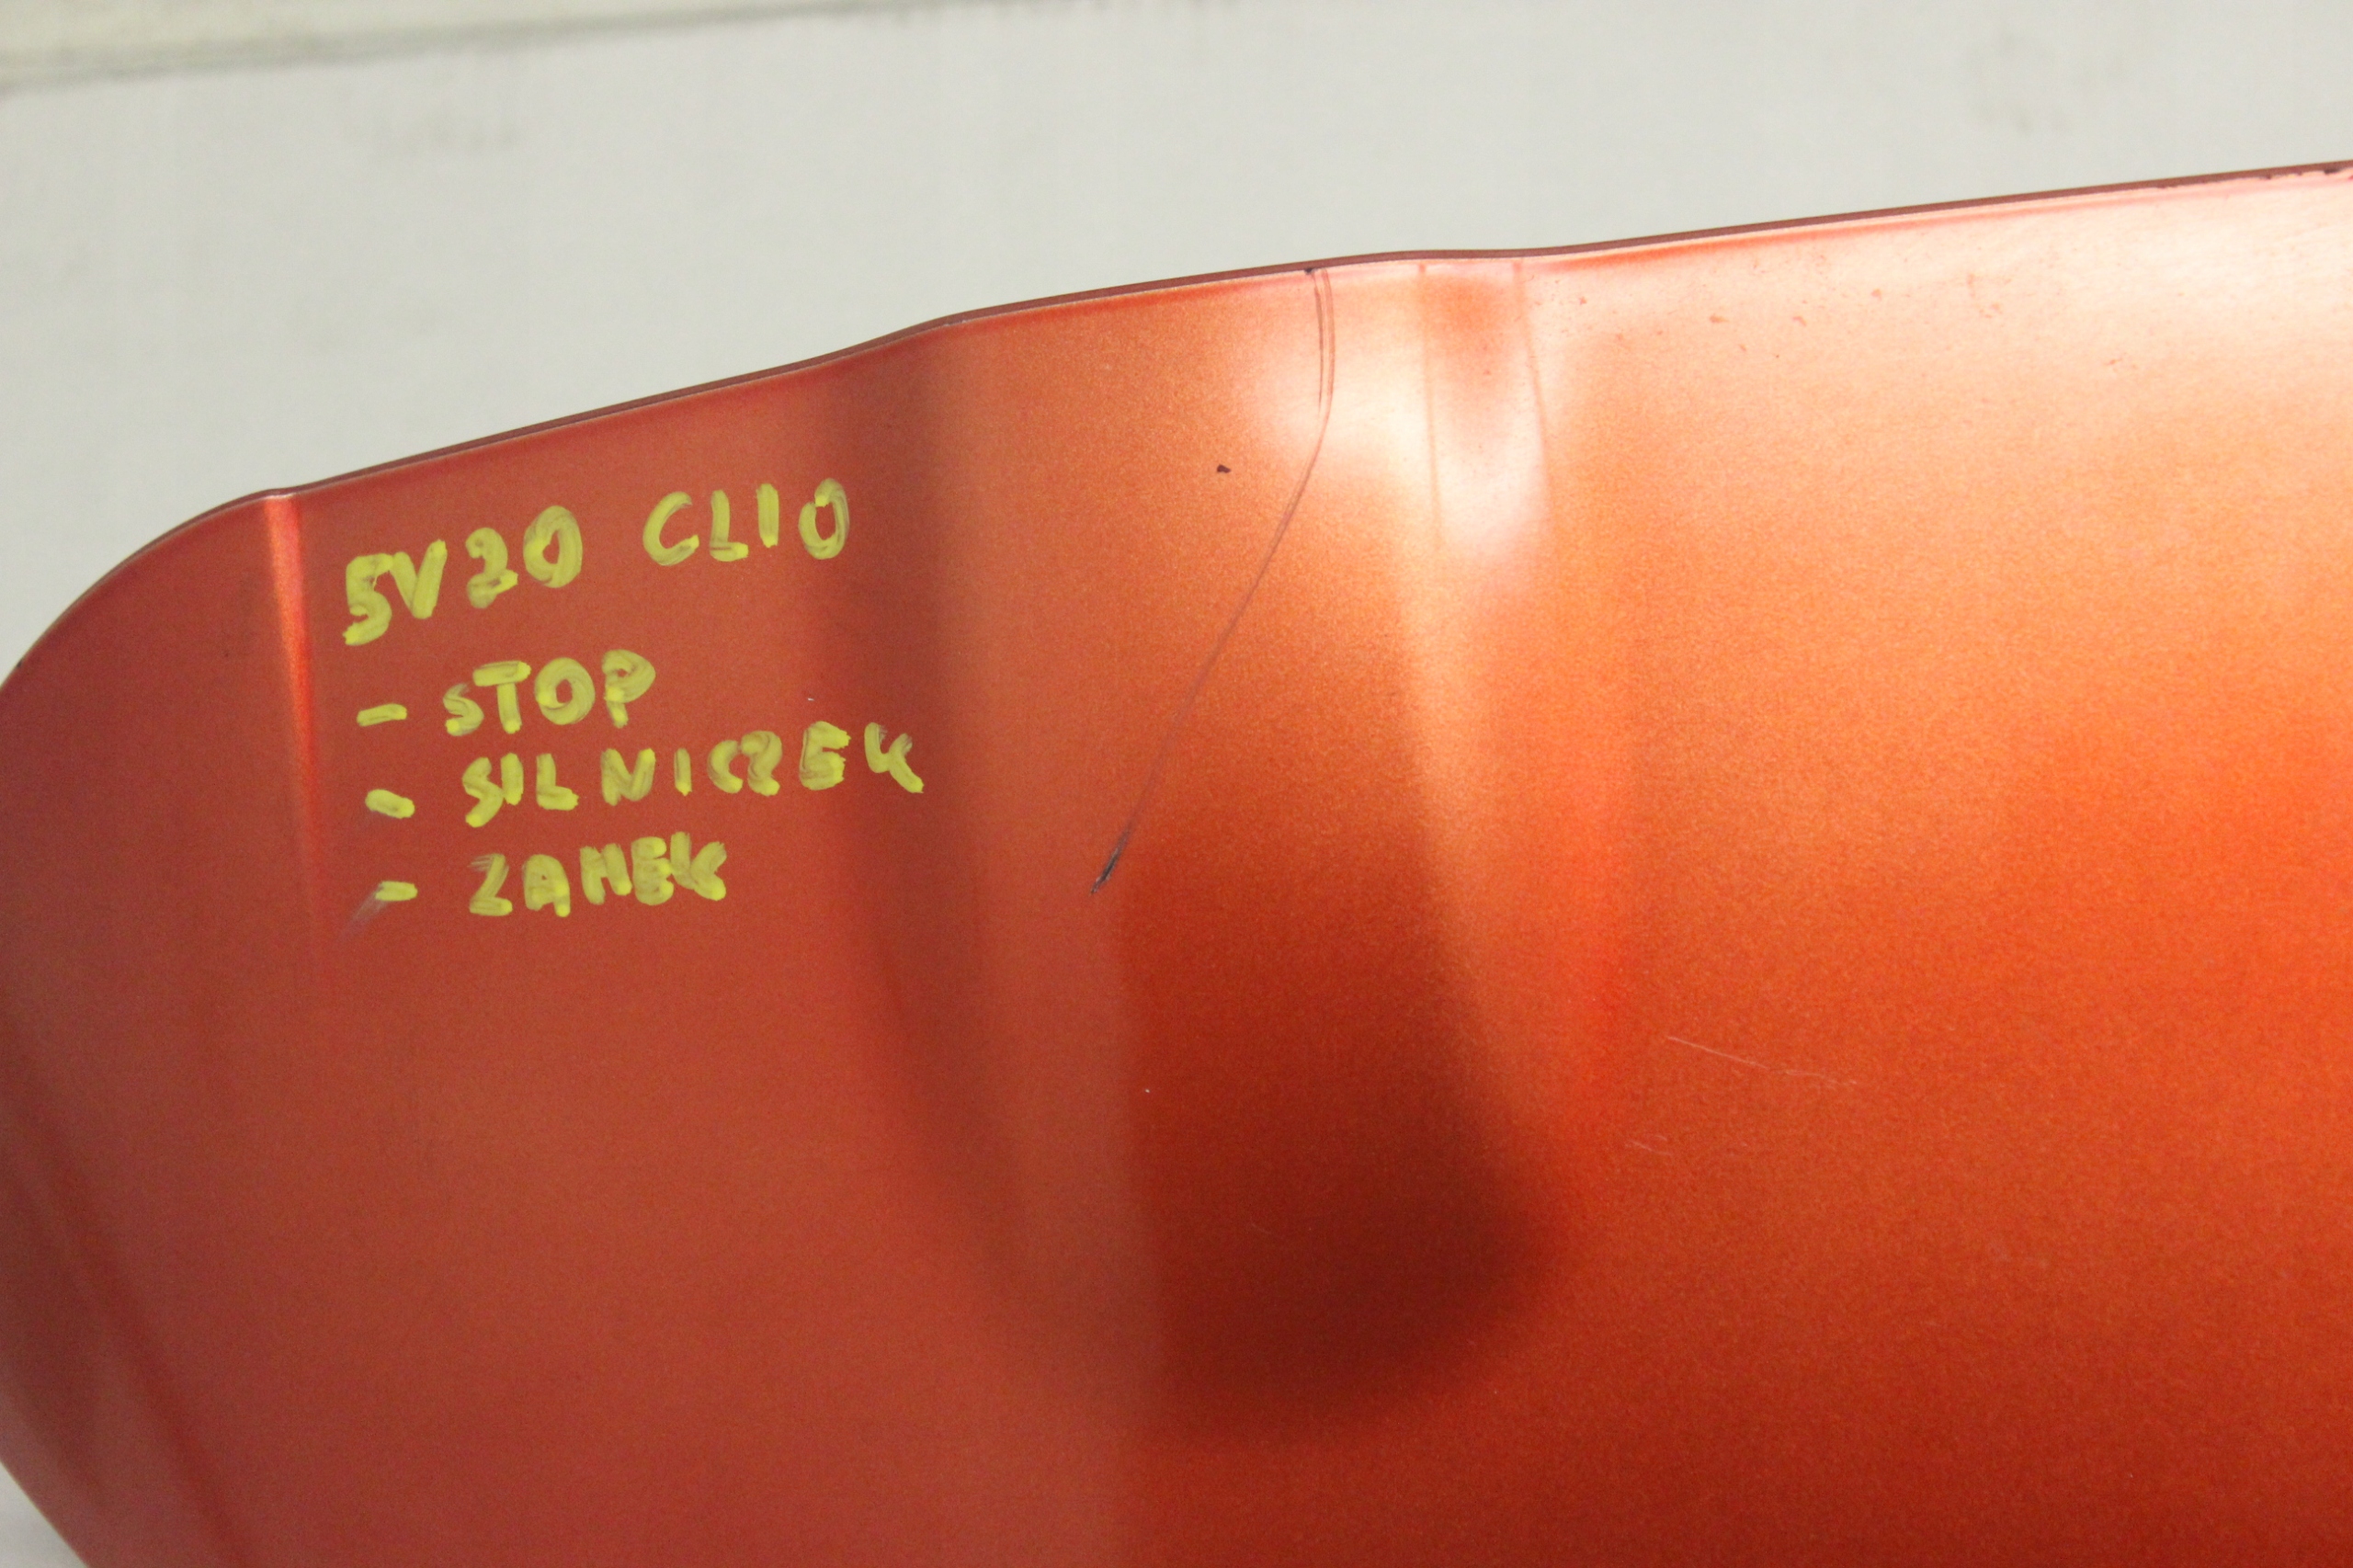 5V20 CLIO
- STOP
- SILNICZEK
- ZAMEK